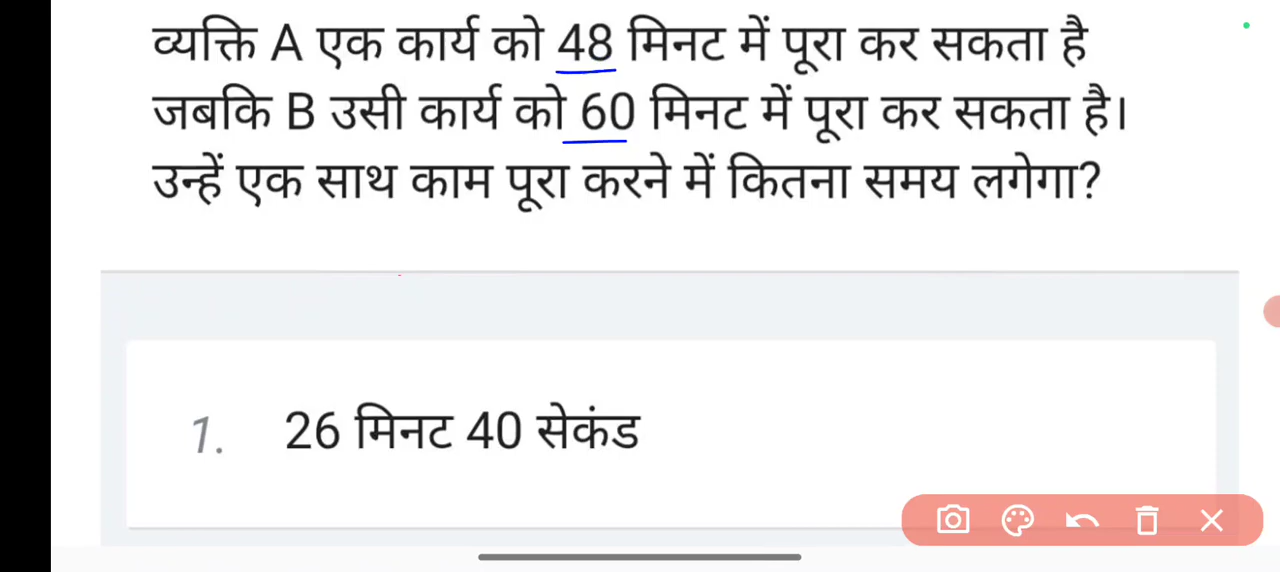 व्यक्ति A एक कार्य को 48 मिनट में पूरा कर सकता है
जबकि B उसी कार्य को 60 मिनट में पूरा कर सकता है।
उन्हें एक साथ काम पूरा करने में कितना समय लगेगा?
1. 26 मिनट 40 सेकंड